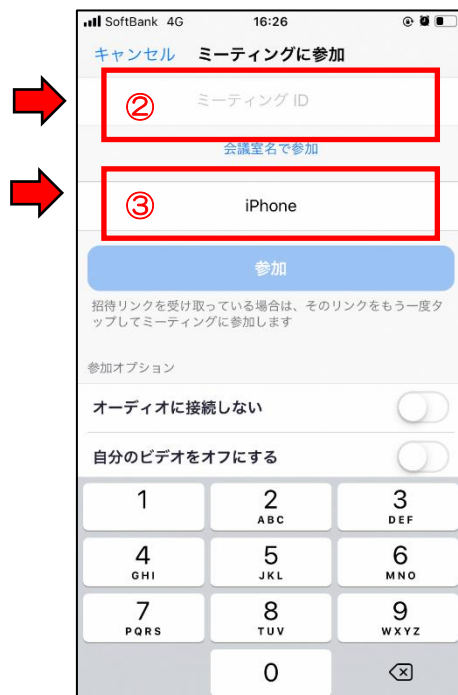 SoftBank 4G 16:26
キャンセル ミーティングに参加
② ミーティング ID
会議室名で参加
③ iPhone
参加
招待リンクを受け取っている場合は、そのリンクをもう一度タ
ップしてミーティングに参加します
参加オプション
オーディオに接続しない
自分のビデオをオフにする
1 2 3
ABC DEF
4 5 6
GHI JKL MNO
7 8 9
PQRS TUV WXYZ
0